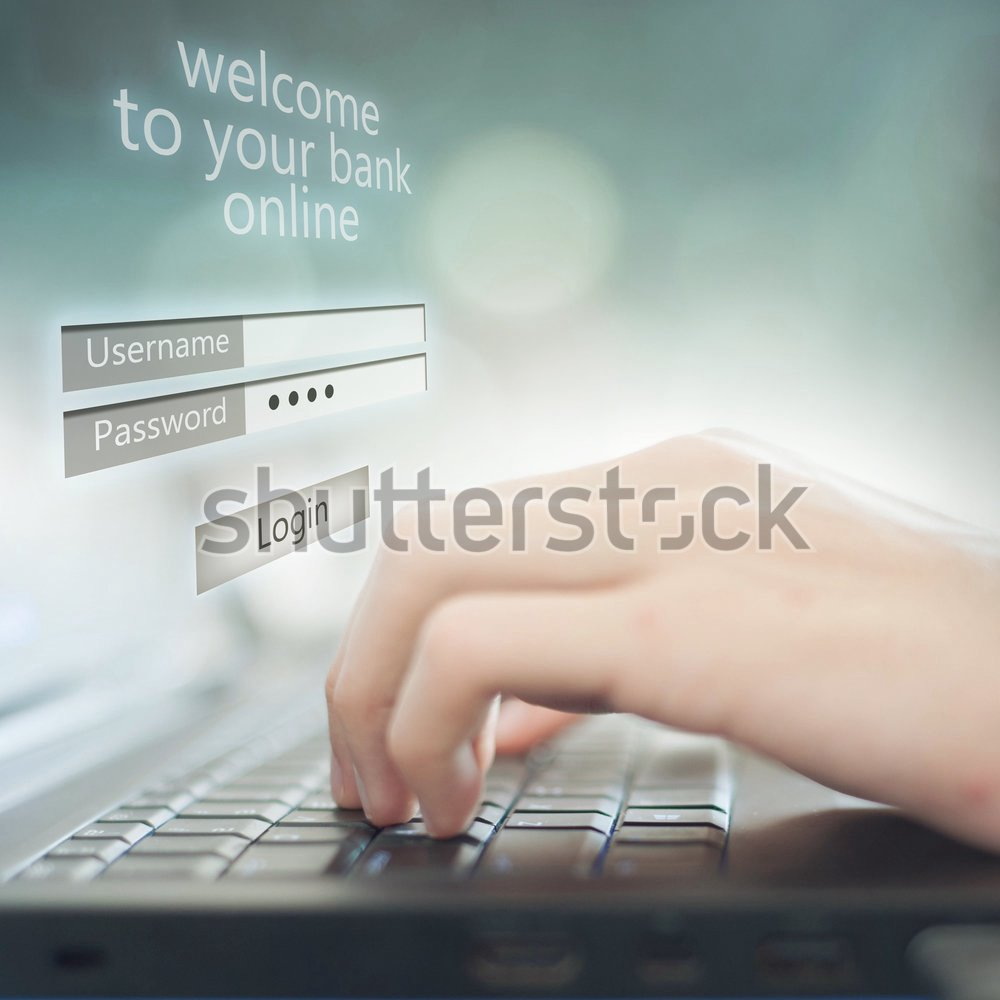 welcome
to your bank
online
Username
Password
Login
shutterstock